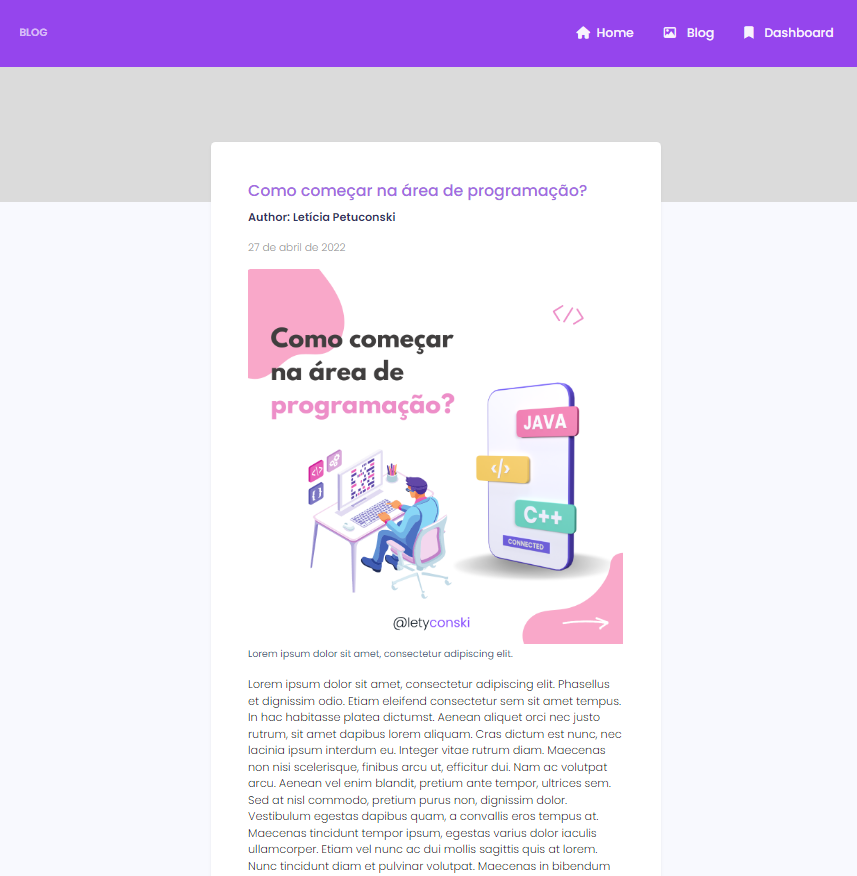 BLOG
Home
Blog
Dashboard
Como começar na área de programação?
Author: Letícia Petuconski
27 de abril de 2022
</>
Como começar
na área de
programação?
JAVA
</>
</>
{ }
C++
CONNECTED
@letyconski
Lorem ipsum dolor sit amet, consectetur adipiscing elit.
Lorem ipsum dolor sit amet, consectetur adipiscing elit. Phasellus
et dignissim odio. Etiam eleifend consectetur sem sit amet tempus.
In hac habitasse platea dictumst. Aenean aliquet orci nec justo
rutrum, sit amet dapibus lorem aliquam. Cras dictum est nunc, nec
lacinia ipsum interdum eu. Integer vitae rutrum diam. Maecenas
non nisi scelerisque, finibus arcu ut, efficitur dui. Nam ac volutpat
arcu. Aenean vel enim blandit, pretium ante tempor, ultrices sem.
Sed at nisl commodo, pretium purus non, dignissim dolor.
Vestibulum egestas dapibus quam, a convallis eros tempus at.
Maecenas tincidunt tempor ipsum, egestas varius dolor iaculis
ullamcorper. Etiam vel nunc ac dui mollis sagittis quis at lorem.
Nunc tincidunt diam et pulvinar volutpat. Maecenas in bibendum